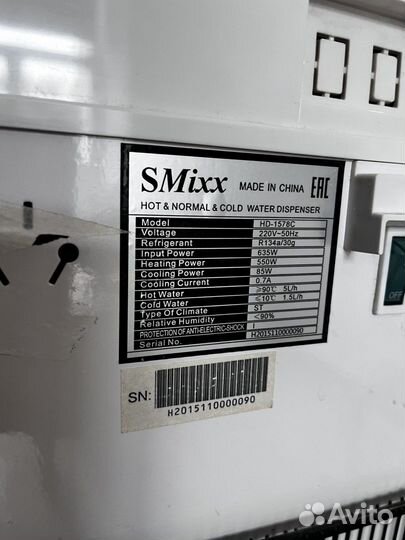 SMixx MADE IN CHINA EAC
HOT & NORMAL & COLD WATER DISPENSER
Model HD-1578C
Voltage 220V~50Hz
Refrigerant R134a/30g
Input Power 635W
Heating Power 550W
Cooling Power 85W
Cooling Current 0.7A
Hot Water ≥90℃ 5L/h
Cold Water ≤10℃ 1.5L/h
Type Of Climate ST
Relative Humidity <90%
PROTECTION OF ANTI-ELECTRIC-SHOCK I
Serial No. H2015110000090
SN:
H2015110000090
Avito